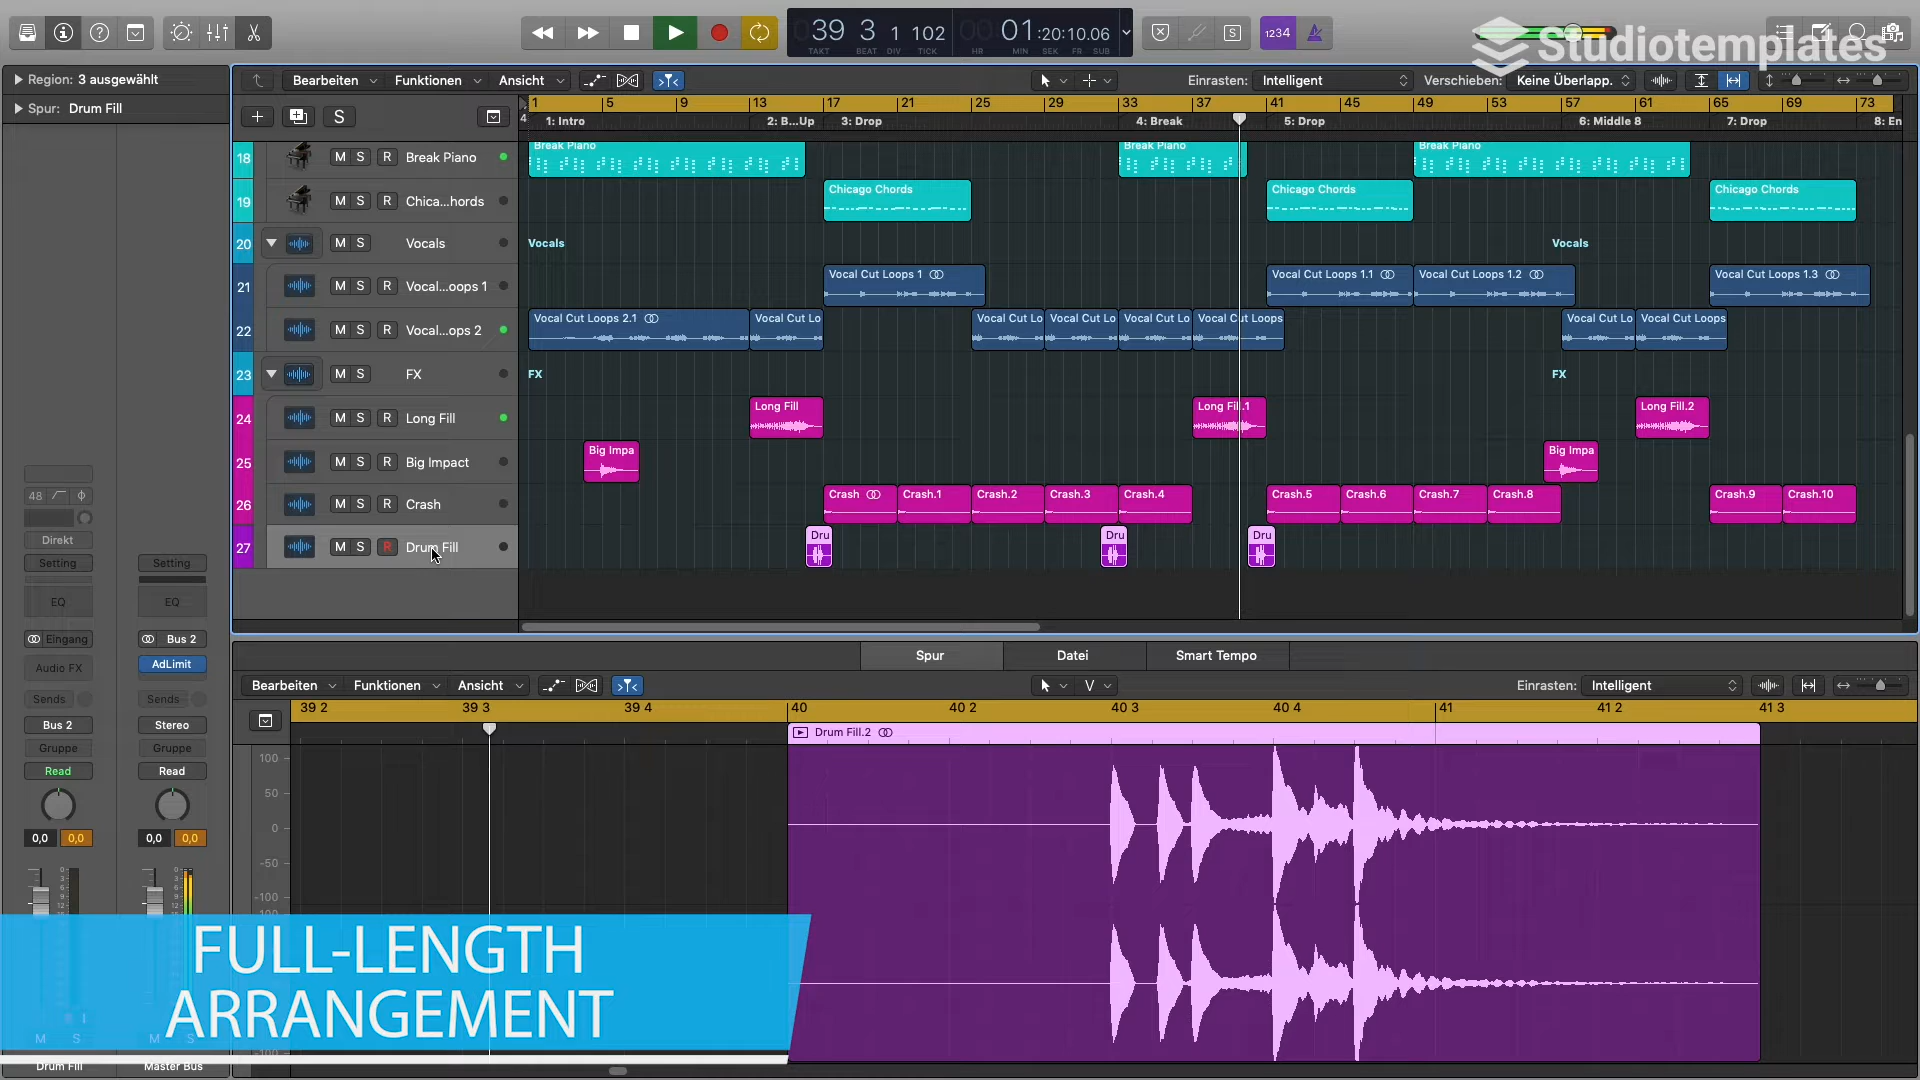 39 3 1 102 01 :20:10.06
TAKT BEAT DIV TICK HR MIN SEK FR SUB
S 1234
Studiotemplates
Region: 3 ausgewählt
Spur: Drum Fill
Bearbeiten Funktionen Ansicht Einrasten: Intelligent Verschieben: Keine Überlapp.
S
1 5 9 13 17 21 25 29 33 37 41 45 49 53 57 61 65 69 73
4 1: Intro 2: B...Up 3: Drop 4: Break 5: Drop 6: Middle 8 7: Drop 8: En
18 M S R Break Piano Break Piano Break Piano Break Piano
19 M S R Chica...hords Chicago Chords Chicago Chords Chicago Chords
20 M S Vocals Vocals Vocals
21 M S R Vocal...oops 1 Vocal Cut Loops 1 Vocal Cut Loops 1.1 Vocal Cut Loops 1.2 Vocal Cut Loops 1.3
22 M S R Vocal...ops 2 Vocal Cut Loops 2.1 Vocal Cut Lo Vocal Cut Lo Vocal Cut Lo Vocal Cut Lo Vocal Cut Loops Vocal Cut Lo Vocal Cut Loops
23 M S FX FX FX
24 M S R Long Fill Long Fill Long Fill.1 Long Fill.2
25 M S R Big Impact Big Impa Big Impa
26 M S R Crash Crash Crash.1 Crash.2 Crash.3 Crash.4 Crash.5 Crash.6 Crash.7 Crash.8 Crash.9 Crash.10
27 M S R Drum Fill Dru Dru Dru
48
Direkt
Setting Setting
EQ EQ
Eingang Bus 2
Audio FX AdLimit
Sends Sends
Bus 2 Stereo
Gruppe Gruppe
Read Read
0,0 0,0 0,0 0,0
M S M S
Drum Fill Master Bus
Spur Datei Smart Tempo
Bearbeiten Funktionen Ansicht V Einrasten: Intelligent
39 2 39 3 39 4 40 40 2 40 3 40 4 41 41 2 41 3
Drum Fill.2
100
50
0
-50
-100
FULL-LENGTH
ARRANGEMENT